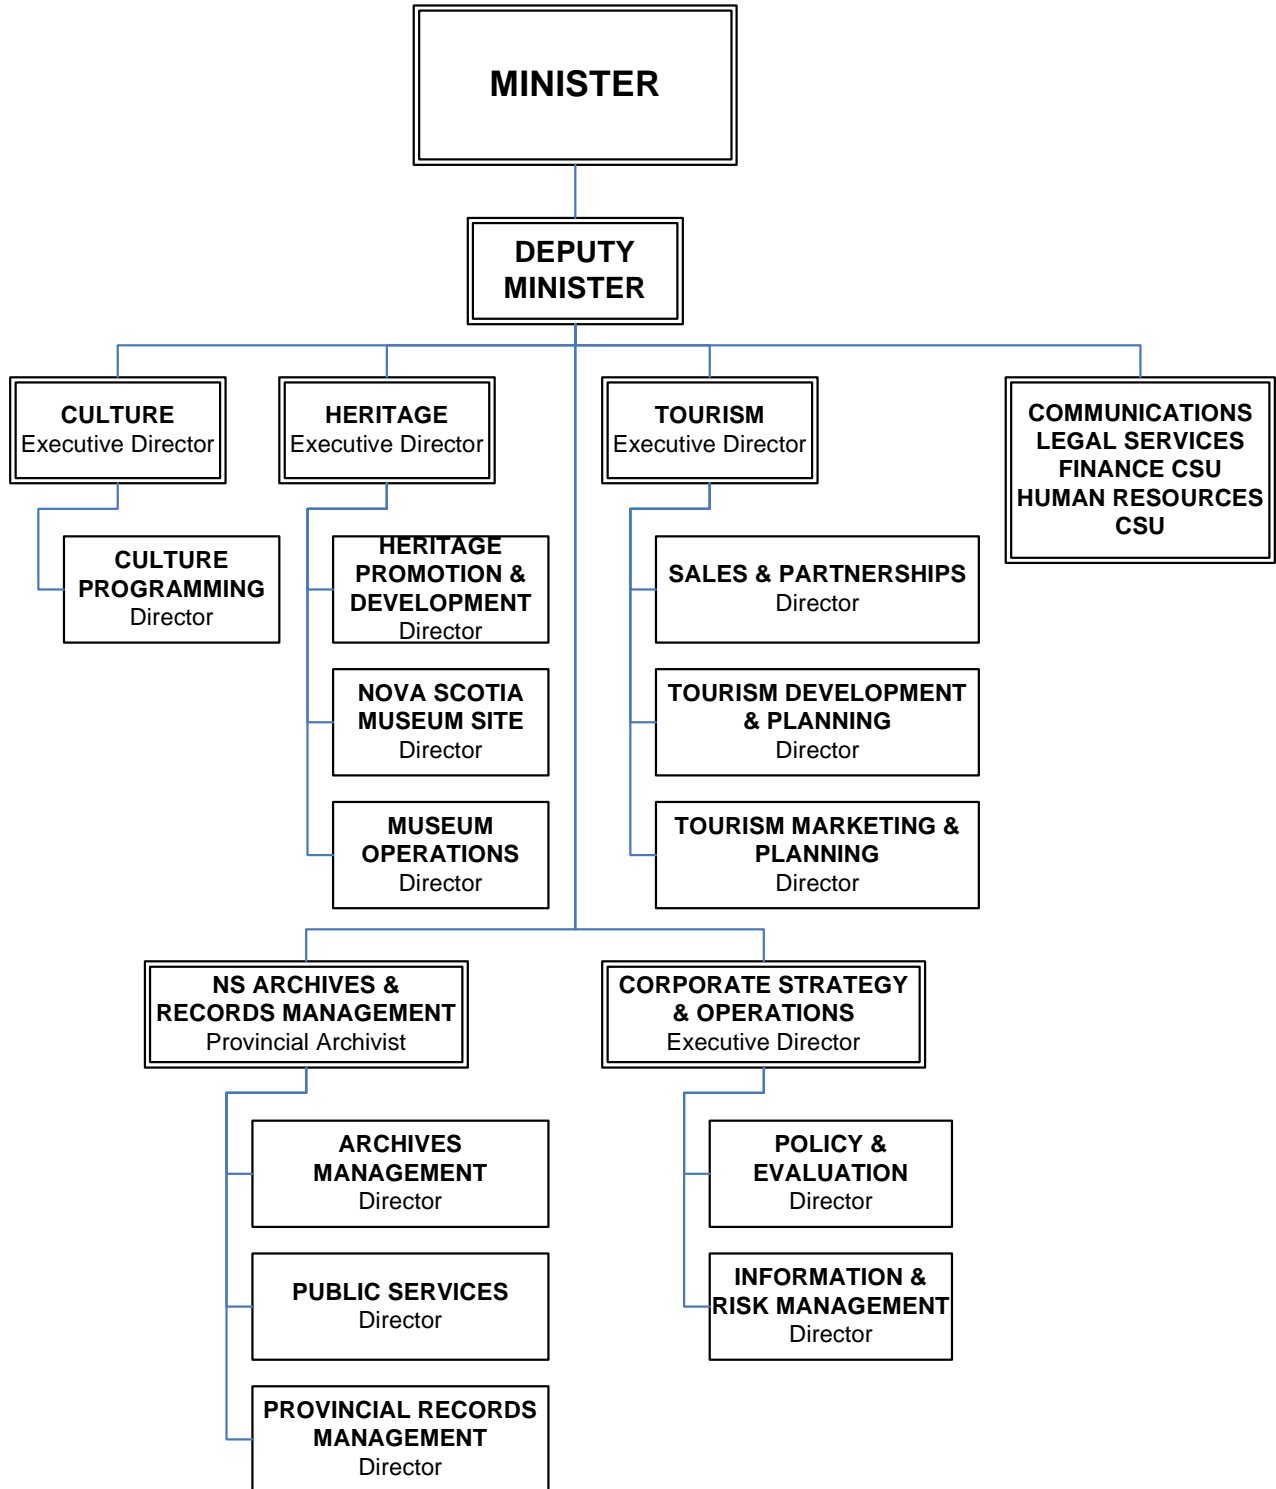 MINISTER
DEPUTY
MINISTER
CULTURE
Executive Director
HERITAGE
Executive Director
TOURISM
Executive Director
COMMUNICATIONS
LEGAL SERVICES
FINANCE CSU
HUMAN RESOURCES
CSU
CULTURE
PROGRAMMING
Director
HERITAGE
PROMOTION &
DEVELOPMENT
Director
SALES & PARTNERSHIPS
Director
NOVA SCOTIA
MUSEUM SITE
Director
TOURISM DEVELOPMENT
& PLANNING
Director
MUSEUM
OPERATIONS
Director
TOURISM MARKETING &
PLANNING
Director
NS ARCHIVES &
RECORDS MANAGEMENT
Provincial Archivist
CORPORATE STRATEGY
& OPERATIONS
Executive Director
ARCHIVES
MANAGEMENT
Director
POLICY &
EVALUATION
Director
PUBLIC SERVICES
Director
INFORMATION &
RISK MANAGEMENT
Director
PROVINCIAL RECORDS
MANAGEMENT
Director